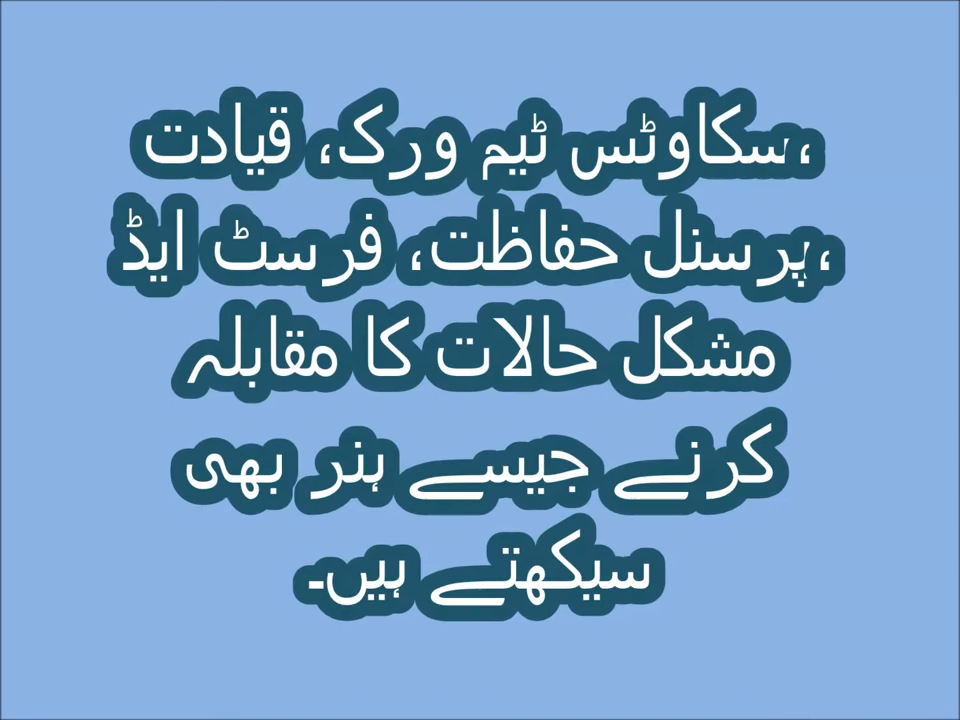 سکاوٹس ٹیم ورک، قیادت،
پرسنل حفاظت، فرسٹ ایڈ،
مشکل حالات کا مقابلہ
کرنے جیسے ہنر بھی
سیکھتے ہیں۔